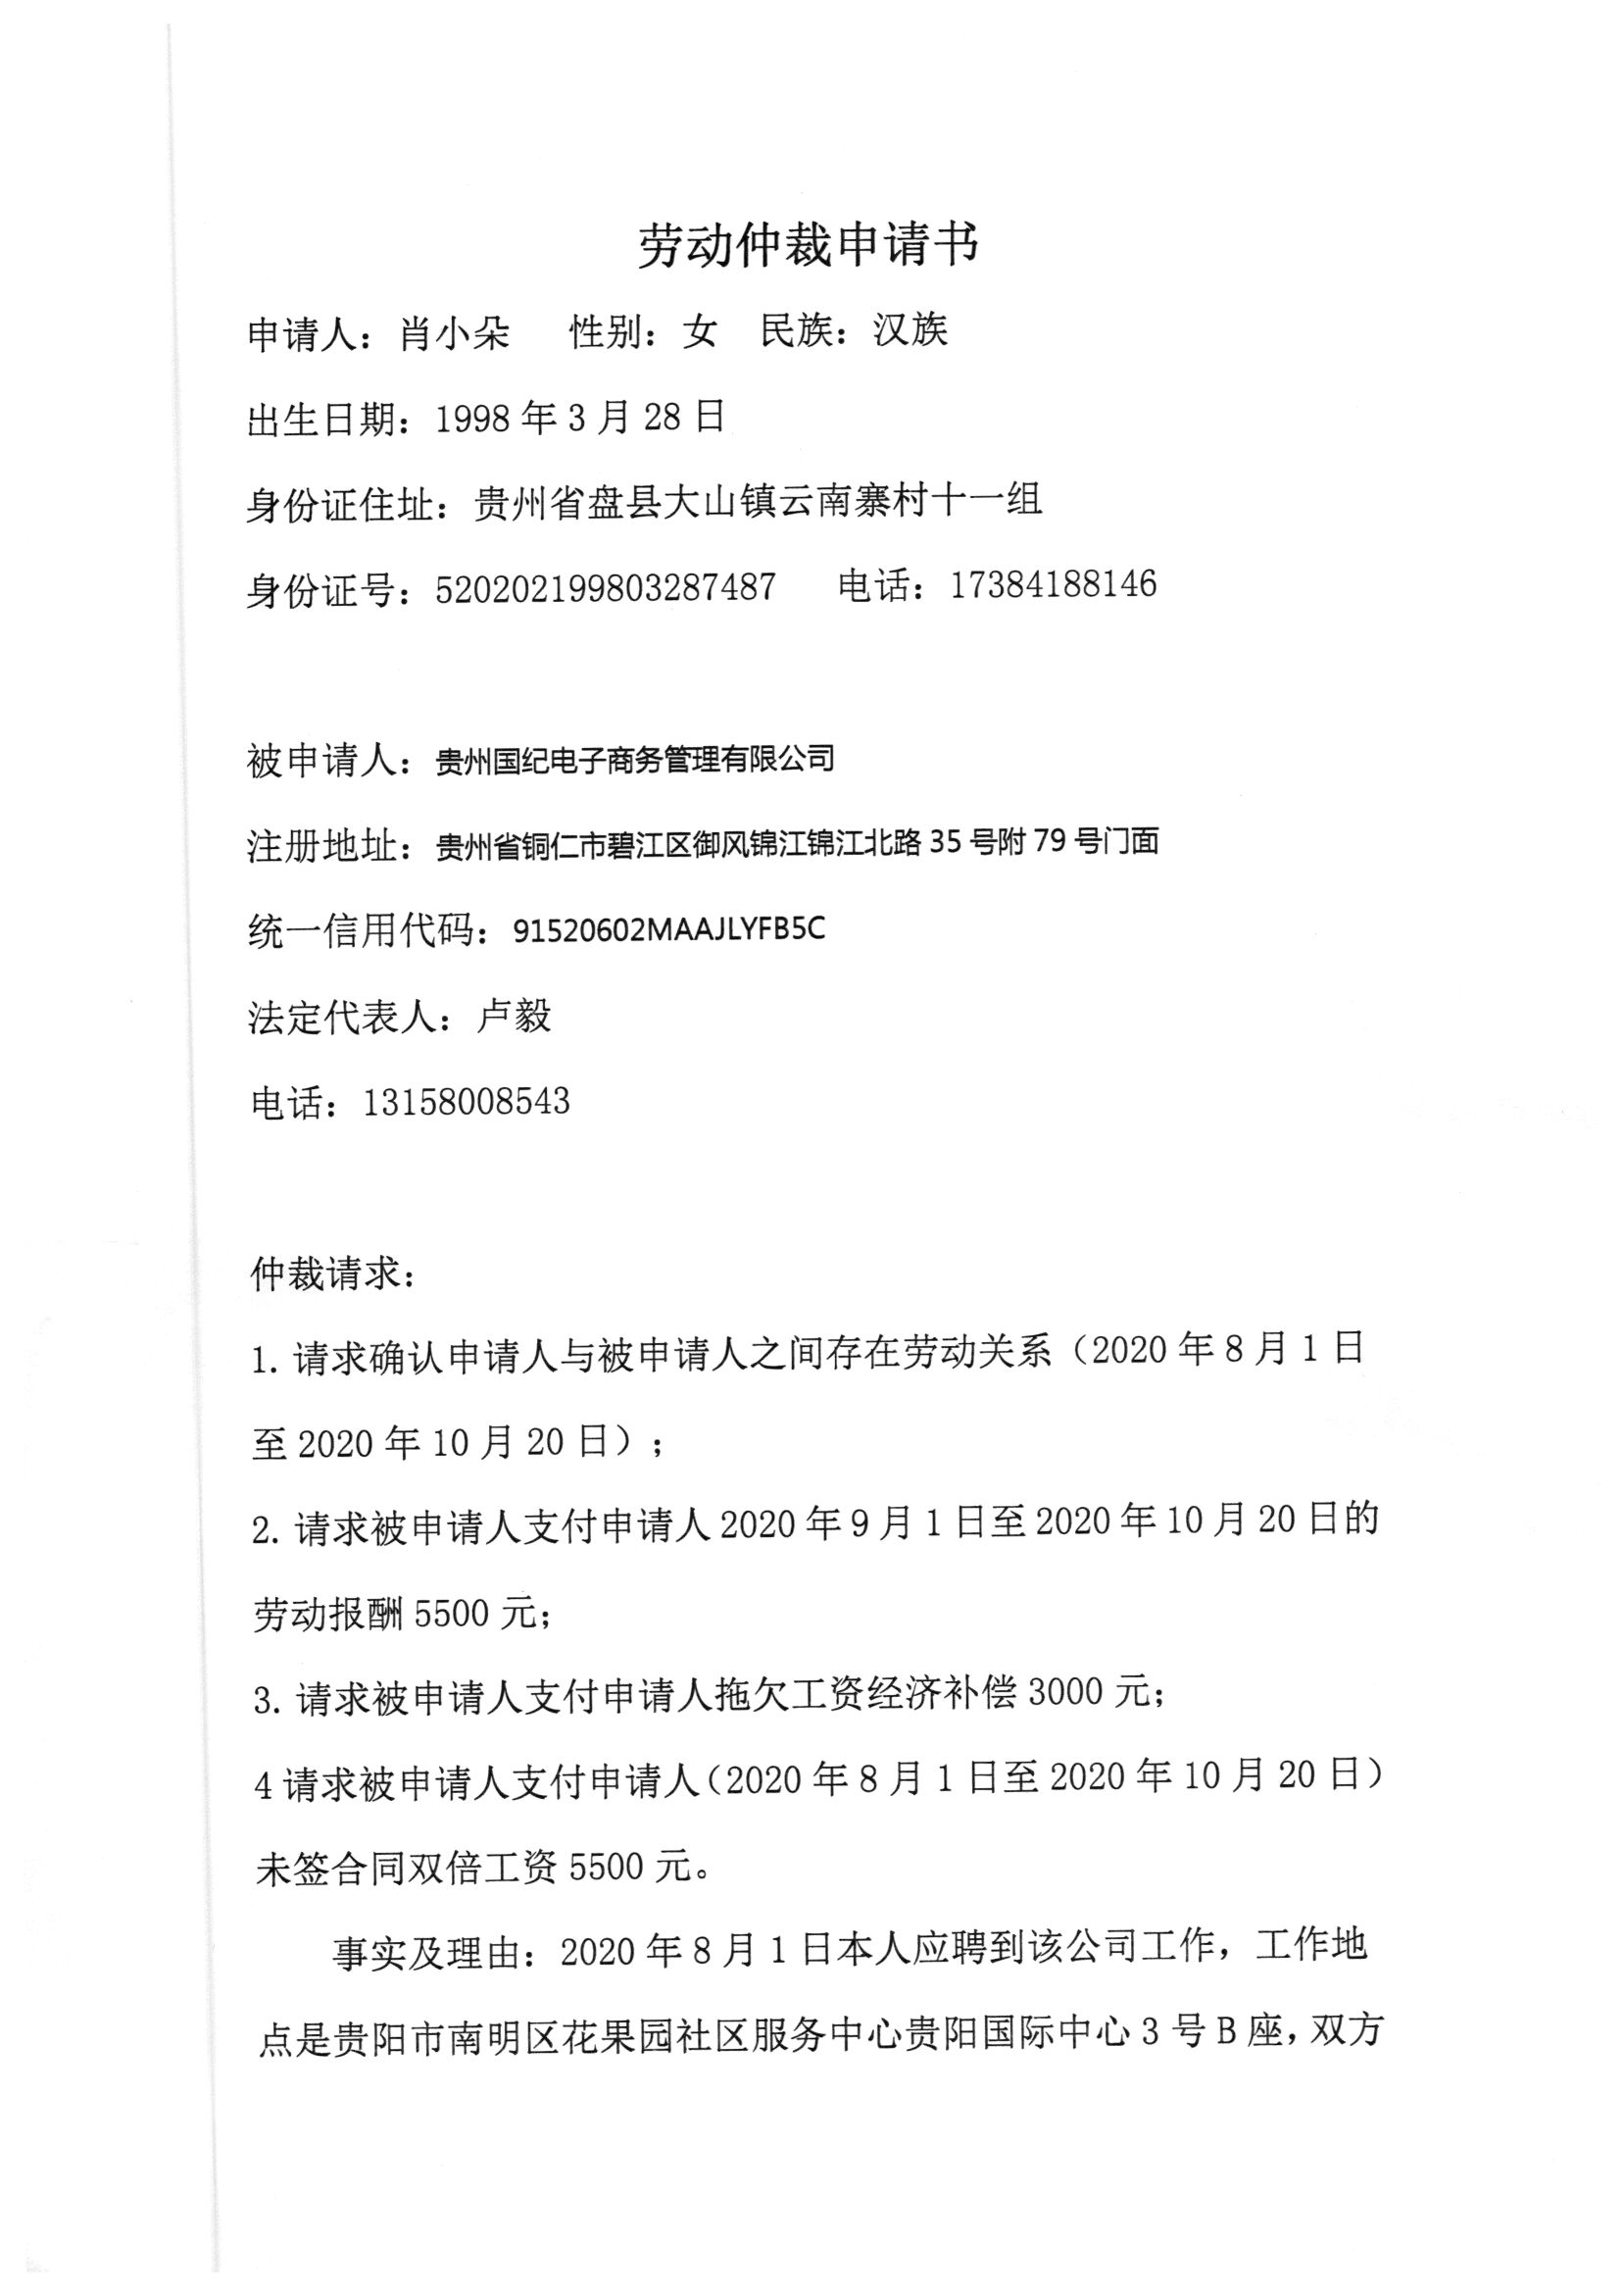 劳动仲裁申请书
申请人：肖小朵 性别：女 民族：汉族
出生日期：1998 年 3 月 28 日
身份证住址：贵州省盘县大山镇云南寨村十一组
身份证号：520202199803287487 电话：17384188146
被申请人：贵州国纪电子商务管理有限公司
注册地址：贵州省铜仁市碧江区御风锦江锦江北路 35 号附 79 号门面
统一信用代码：91520602MAAJLYFB5C
法定代表人：卢毅
电话：13158008543
仲裁请求：
1. 请求确认申请人与被申请人之间存在劳动关系（2020 年 8 月 1 日
至 2020 年 10 月 20 日）；
2. 请求被申请人支付申请人 2020 年 9 月 1 日至 2020 年 10 月 20 日的
劳动报酬 5500 元；
3. 请求被申请人支付申请人拖欠工资经济补偿 3000 元；
4 请求被申请人支付申请人（2020 年 8 月 1 日至 2020 年 10 月 20 日）
未签合同双倍工资 5500 元。
事实及理由：2020 年 8 月 1 日本人应聘到该公司工作，工作地
点是贵阳市南明区花果园社区服务中心贵阳国际中心 3 号 B 座，双方